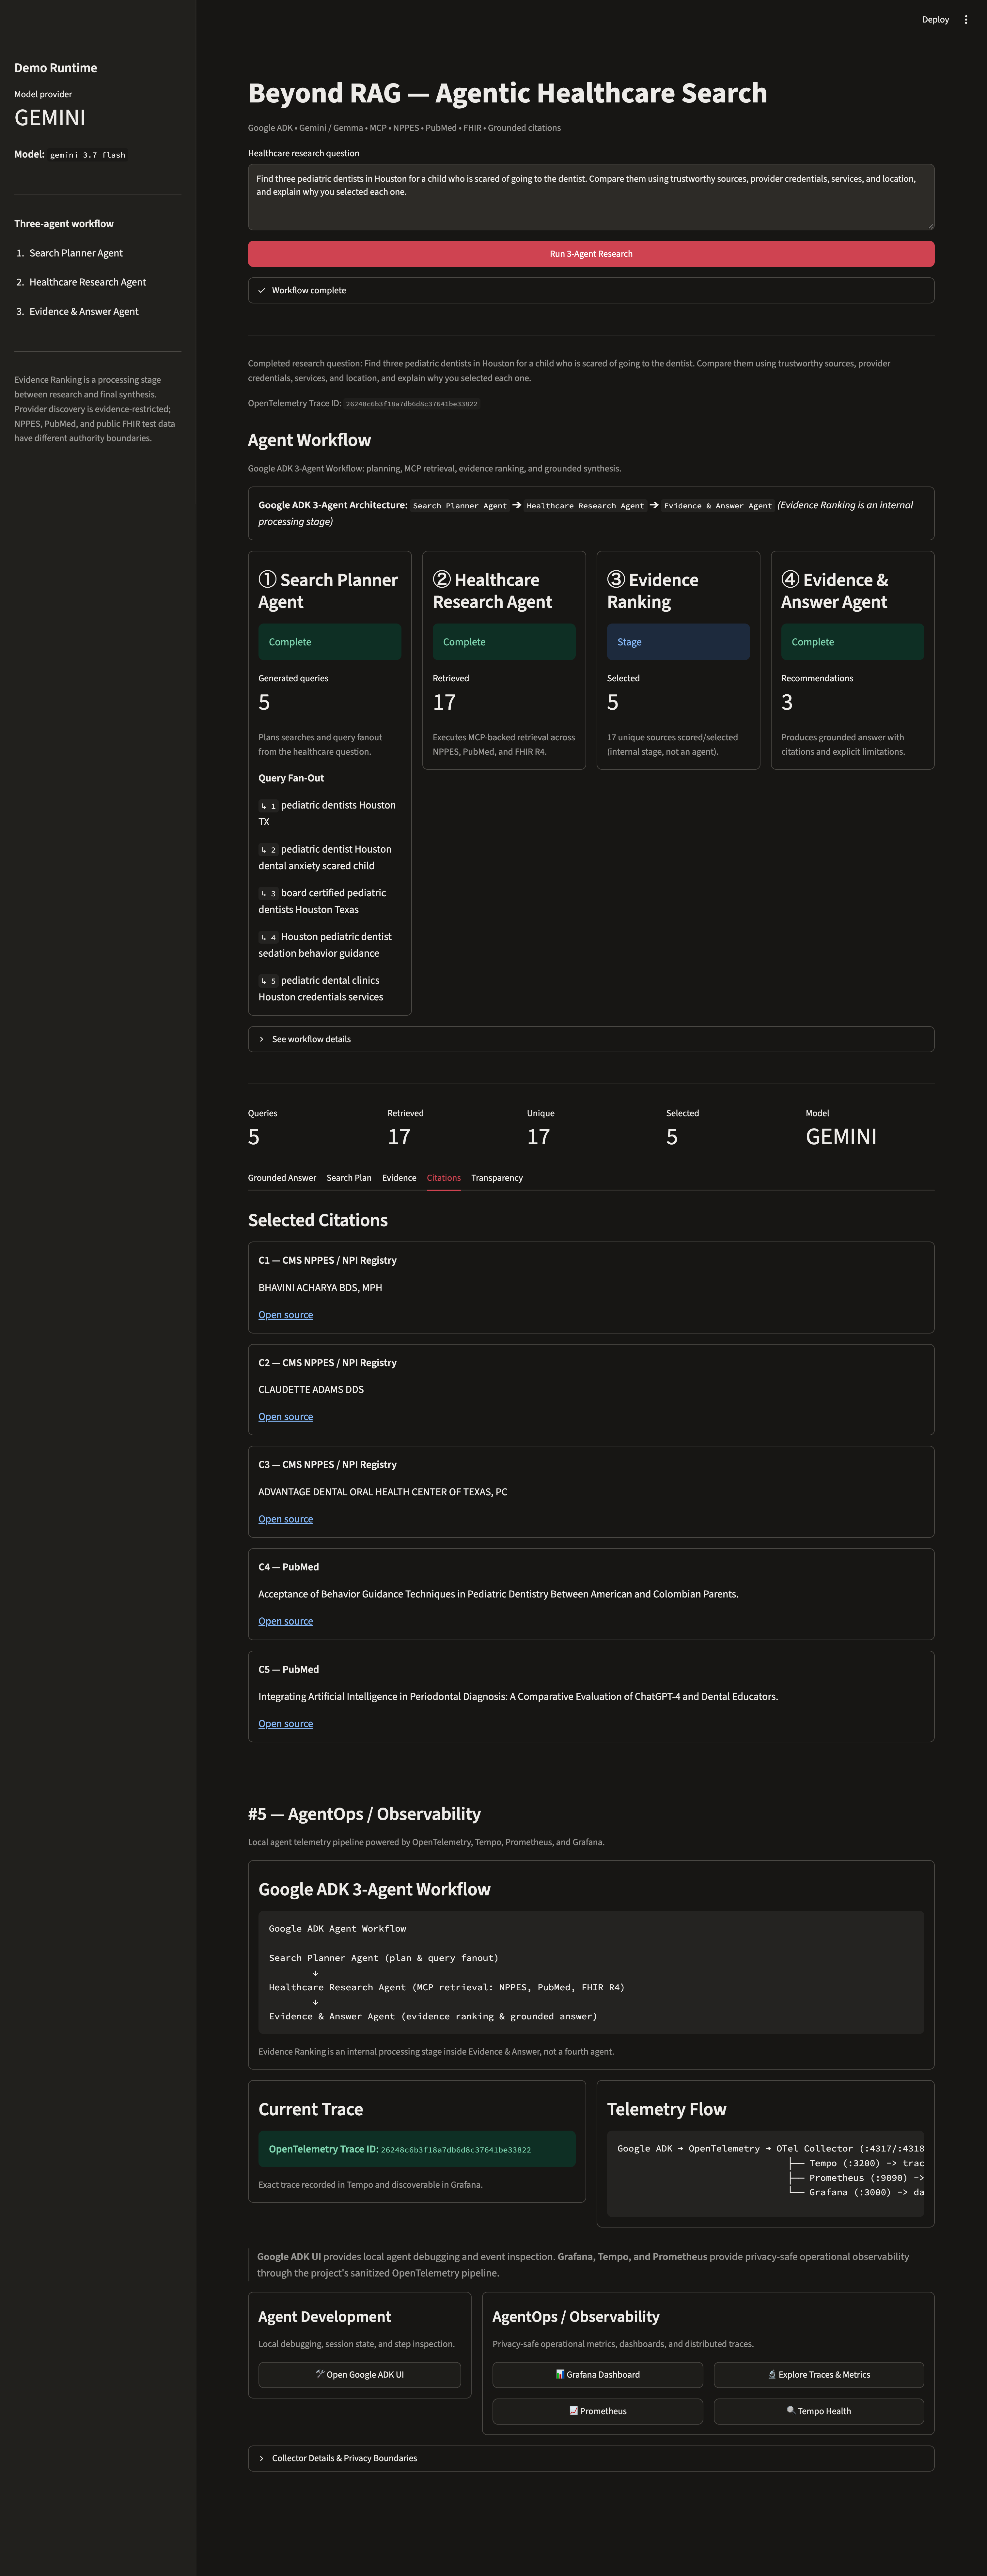 Deploy
Demo Runtime
Model provider
GEMINI
Model: gemini-3.7-flash
Three-agent workflow
1. Search Planner Agent
2. Healthcare Research Agent
3. Evidence & Answer Agent
Evidence Ranking is a processing stage
between research and final synthesis.
Provider discovery is evidence-restricted;
NPPES, PubMed, and public FHIR test data
have different authority boundaries.
Beyond RAG — Agentic Healthcare Search
Google ADK • Gemini / Gemma • MCP • NPPES • PubMed • FHIR • Grounded citations
Healthcare research question
Find three pediatric dentists in Houston for a child who is scared of going to the dentist. Compare them using trustworthy sources, provider credentials, services, and location,
and explain why you selected each one.
Run 3-Agent Research
Workflow complete
Completed research question: Find three pediatric dentists in Houston for a child who is scared of going to the dentist. Compare them using trustworthy sources, provider
credentials, services, and location, and explain why you selected each one.
OpenTelemetry Trace ID: 26248c6b3f18a7db6d8c37641be33822
Agent Workflow
Google ADK 3-Agent Workflow: planning, MCP retrieval, evidence ranking, and grounded synthesis.
Google ADK 3-Agent Architecture: Search Planner Agent → Healthcare Research Agent → Evidence & Answer Agent (Evidence Ranking is an internal
processing stage)
① Search Planner
Agent
Complete
Generated queries
5
Plans searches and query fanout
from the healthcare question.
Query Fan-Out
↳ 1 pediatric dentists Houston
TX
↳ 2 pediatric dentist Houston
dental anxiety scared child
↳ 3 board certified pediatric
dentists Houston Texas
↳ 4 Houston pediatric dentist
sedation behavior guidance
↳ 5 pediatric dental clinics
Houston credentials services
② Healthcare
Research Agent
Complete
Retrieved
17
Executes MCP-backed retrieval across
NPPES, PubMed, and FHIR R4.
③ Evidence
Ranking
Stage
Selected
5
17 unique sources scored/selected
(internal stage, not an agent).
④ Evidence &
Answer Agent
Complete
Recommendations
3
Produces grounded answer with
citations and explicit limitations.
See workflow details
Queries
5
Retrieved
17
Unique
17
Selected
5
Model
GEMINI
Grounded Answer Search Plan Evidence Citations Transparency
Selected Citations
C1 — CMS NPPES / NPI Registry
BHAVINI ACHARYA BDS, MPH
Open source
C2 — CMS NPPES / NPI Registry
CLAUDETTE ADAMS DDS
Open source
C3 — CMS NPPES / NPI Registry
ADVANTAGE DENTAL ORAL HEALTH CENTER OF TEXAS, PC
Open source
C4 — PubMed
Acceptance of Behavior Guidance Techniques in Pediatric Dentistry Between American and Colombian Parents.
Open source
C5 — PubMed
Integrating Artificial Intelligence in Periodontal Diagnosis: A Comparative Evaluation of ChatGPT-4 and Dental Educators.
Open source
#5 — AgentOps / Observability
Local agent telemetry pipeline powered by OpenTelemetry, Tempo, Prometheus, and Grafana.
Google ADK 3-Agent Workflow
Google ADK Agent Workflow
Search Planner Agent (plan & query fanout)
↓
Healthcare Research Agent (MCP retrieval: NPPES, PubMed, FHIR R4)
↓
Evidence & Answer Agent (evidence ranking & grounded answer)
Evidence Ranking is an internal processing stage inside Evidence & Answer, not a fourth agent.
Current Trace
OpenTelemetry Trace ID: 26248c6b3f18a7db6d8c37641be33822
Exact trace recorded in Tempo and discoverable in Grafana.
Telemetry Flow
Google ADK → OpenTelemetry → OTel Collector (:4317/:4318
├── Tempo (:3200) -> trac
├── Prometheus (:9090) ->
└── Grafana (:3000) -> da
Google ADK UI provides local agent debugging and event inspection. Grafana, Tempo, and Prometheus provide privacy-safe operational observability
through the project's sanitized OpenTelemetry pipeline.
Agent Development
Local debugging, session state, and step inspection.
🛠 Open Google ADK UI
AgentOps / Observability
Privacy-safe operational metrics, dashboards, and distributed traces.
📊 Grafana Dashboard
🔬 Explore Traces & Metrics
📈 Prometheus
🔍 Tempo Health
Collector Details & Privacy Boundaries